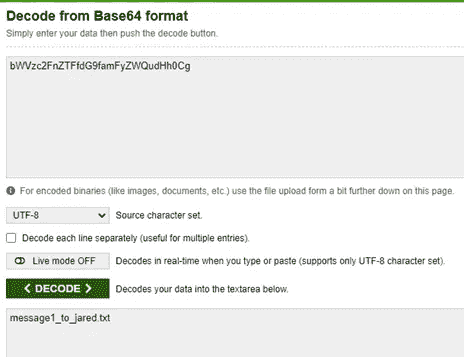 Decode from Base64 format
Simply enter your data then push the decode button.
bWVzc2FnZTFfdG9famFyZWQudHh0Cg
For encoded binaries (like images, documents, etc.) use the file upload form a bit further down on this page.
UTF-8 Source character set.
Decode each line separately (useful for multiple entries).
Live mode OFF Decodes in real-time when you type or paste (supports only UTF-8 character set).
< DECODE > Decodes your data into the textarea below.
message1_to_jared.txt